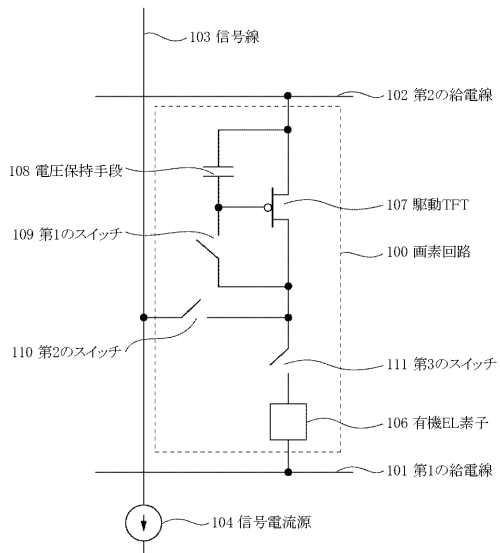 103 信号線
102 第2の給電線
108 電圧保持手段
107 駆動TFT
109 第1のスイッチ
100 画素回路
110 第2のスイッチ
111 第3のスイッチ
106 有機EL素子
101 第1の給電線
104 信号電流源